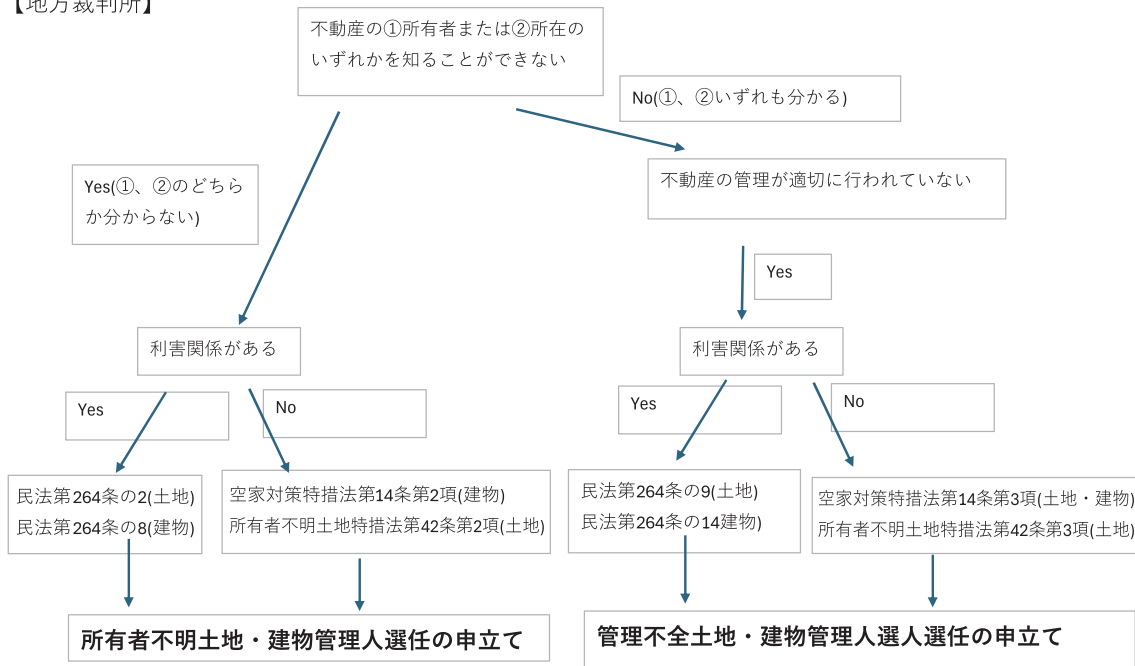 【地方裁判所】
不動産の①所有者または②所在の
いずれかを知ることができない
No(①、②いずれも分かる)
Yes(①、②のどちら
か分からない)
不動産の管理が適切に行われていない
Yes
利害関係がある
利害関係がある
Yes
No
Yes
No
民法第264条の2(土地)
民法第264条の8(建物)
空家対策特措法第14条第2項(建物)
所有者不明土地特措法第42条第2項(土地)
民法第264条の9(土地)
民法第264条の14建物)
空家対策特措法第14条第3項(土地・建物)
所有者不明土地特措法第42条第3項(土地)
所有者不明土地・建物管理人選任の申立て
管理不全土地・建物管理人選人選任の申立て